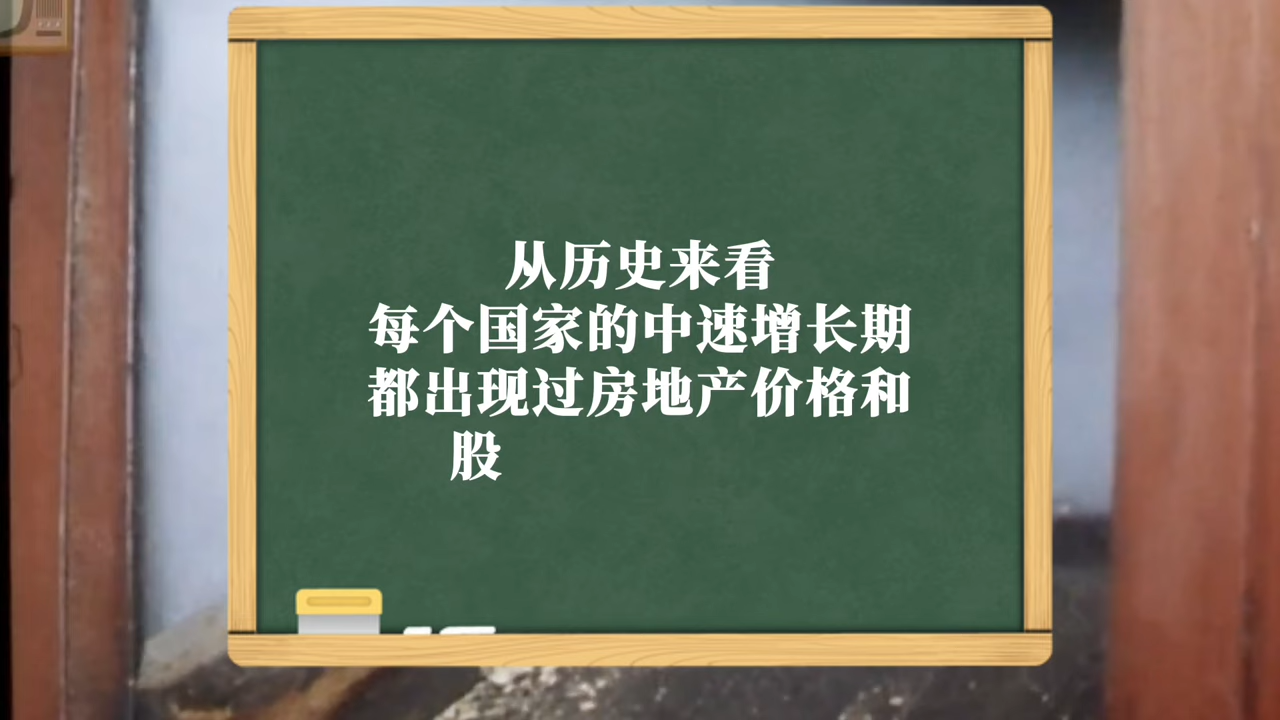 从历史来看
每个国家的中速增长期
都出现过房地产价格和
股